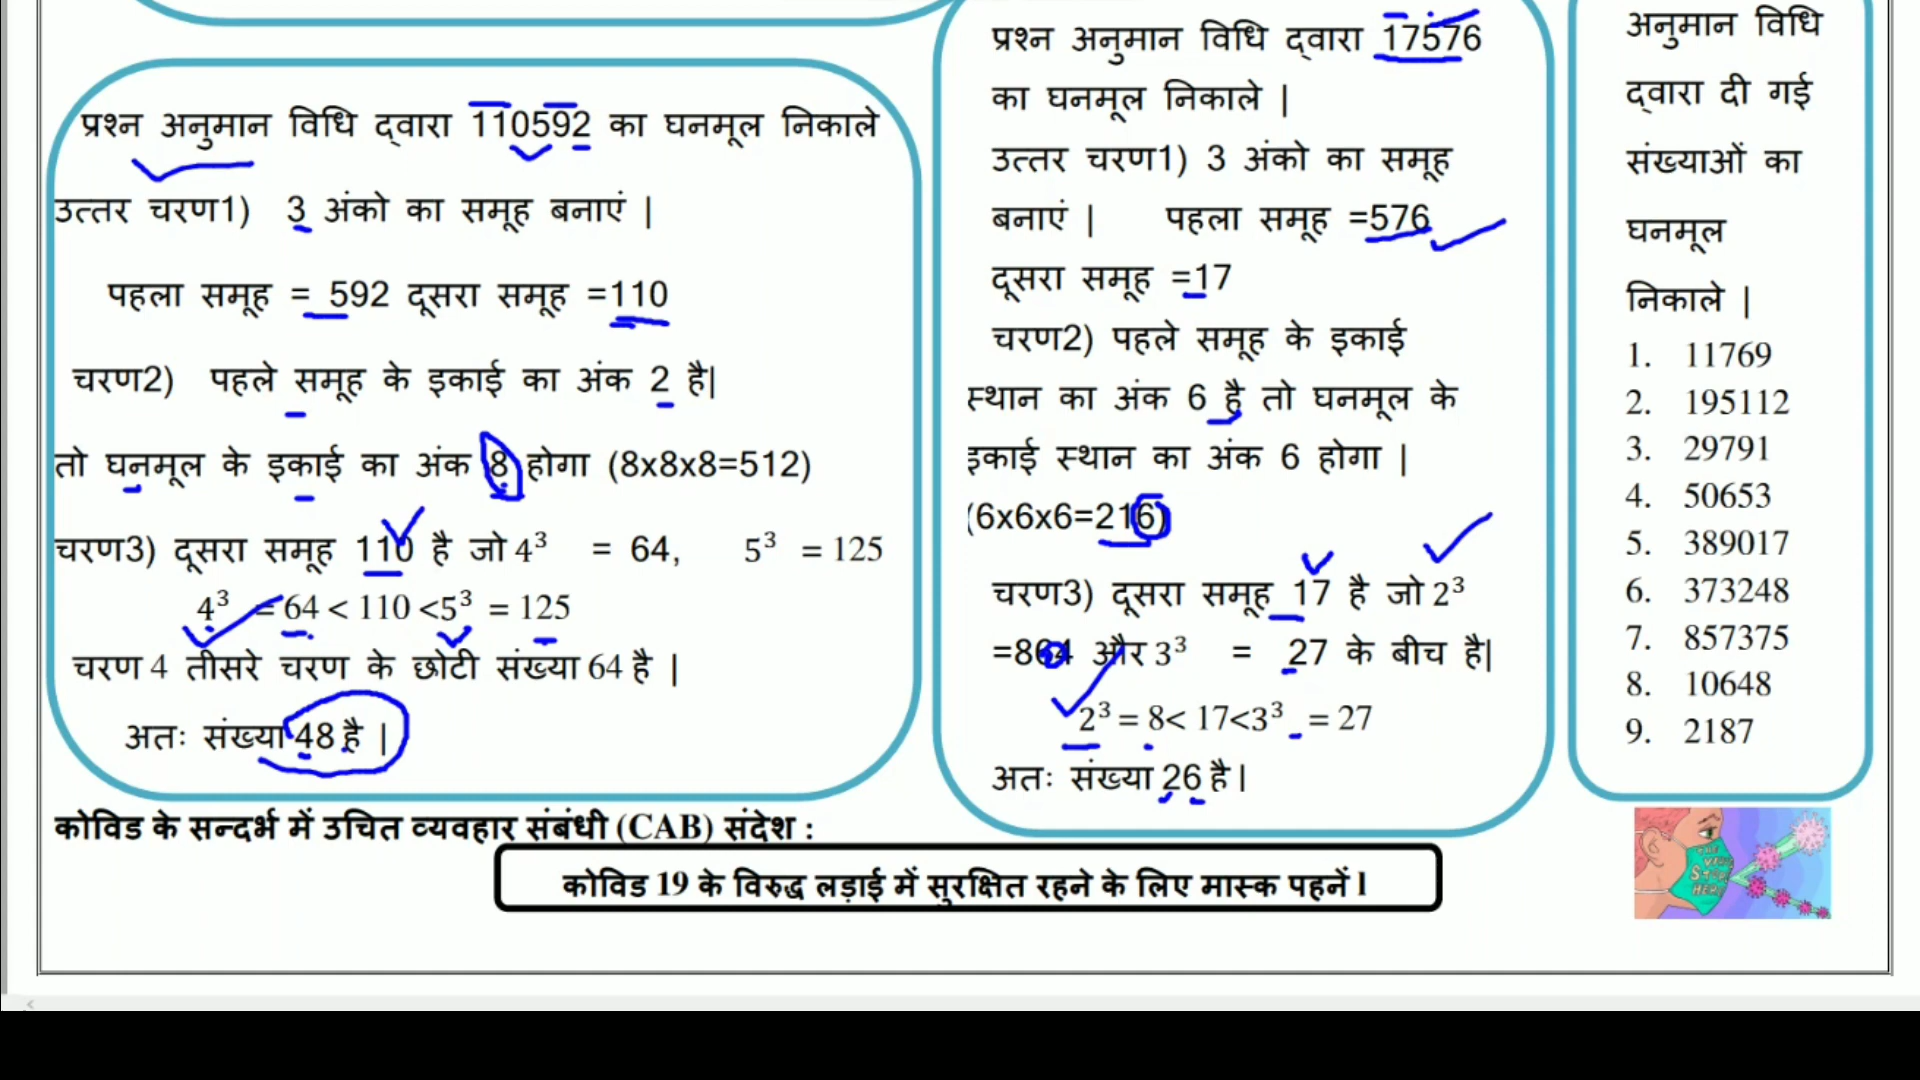 प्रश्न अनुमान विधि द्वारा 110592 का घनमूल निकाले
उत्तर चरण1) 3 अंको का समूह बनाएं |
पहला समूह = 592 दूसरा समूह =110
चरण2) पहले समूह के इकाई का अंक 2 है|
तो घनमूल के इकाई का अंक 8 होगा (8x8x8=512)
चरण3) दूसरा समूह 110 है जो 4³ = 64, 5³ = 125
4³ = 64 < 110 <5³ = 125
चरण 4 तीसरे चरण के छोटी संख्या 64 है |
अतः संख्या 48 है |
प्रश्न अनुमान विधि द्वारा 17576
का घनमूल निकाले |
उत्तर चरण1) 3 अंको का समूह
बनाएं | पहला समूह =576
दूसरा समूह =17
चरण2) पहले समूह के इकाई
स्थान का अंक 6 है तो घनमूल के
इकाई स्थान का अंक 6 होगा |
(6x6x6=216)
चरण3) दूसरा समूह 17 है जो 2³
=864 और 3³ = 27 के बीच है|
2³ = 8< 17<3³ = 27
अतः संख्या 26 है |
अनुमान विधि
द्वारा दी गई
संख्याओं का
घनमूल
निकाले |
1. 11769
2. 195112
3. 29791
4. 50653
5. 389017
6. 373248
7. 857375
8. 10648
9. 2187
कोविड के सन्दर्भ में उचित व्यवहार संबंधी (CAB) संदेश :
कोविड 19 के विरुद्ध लड़ाई में सुरक्षित रहने के लिए मास्क पहनें l
THE
VIRUS
STOPS
HERE